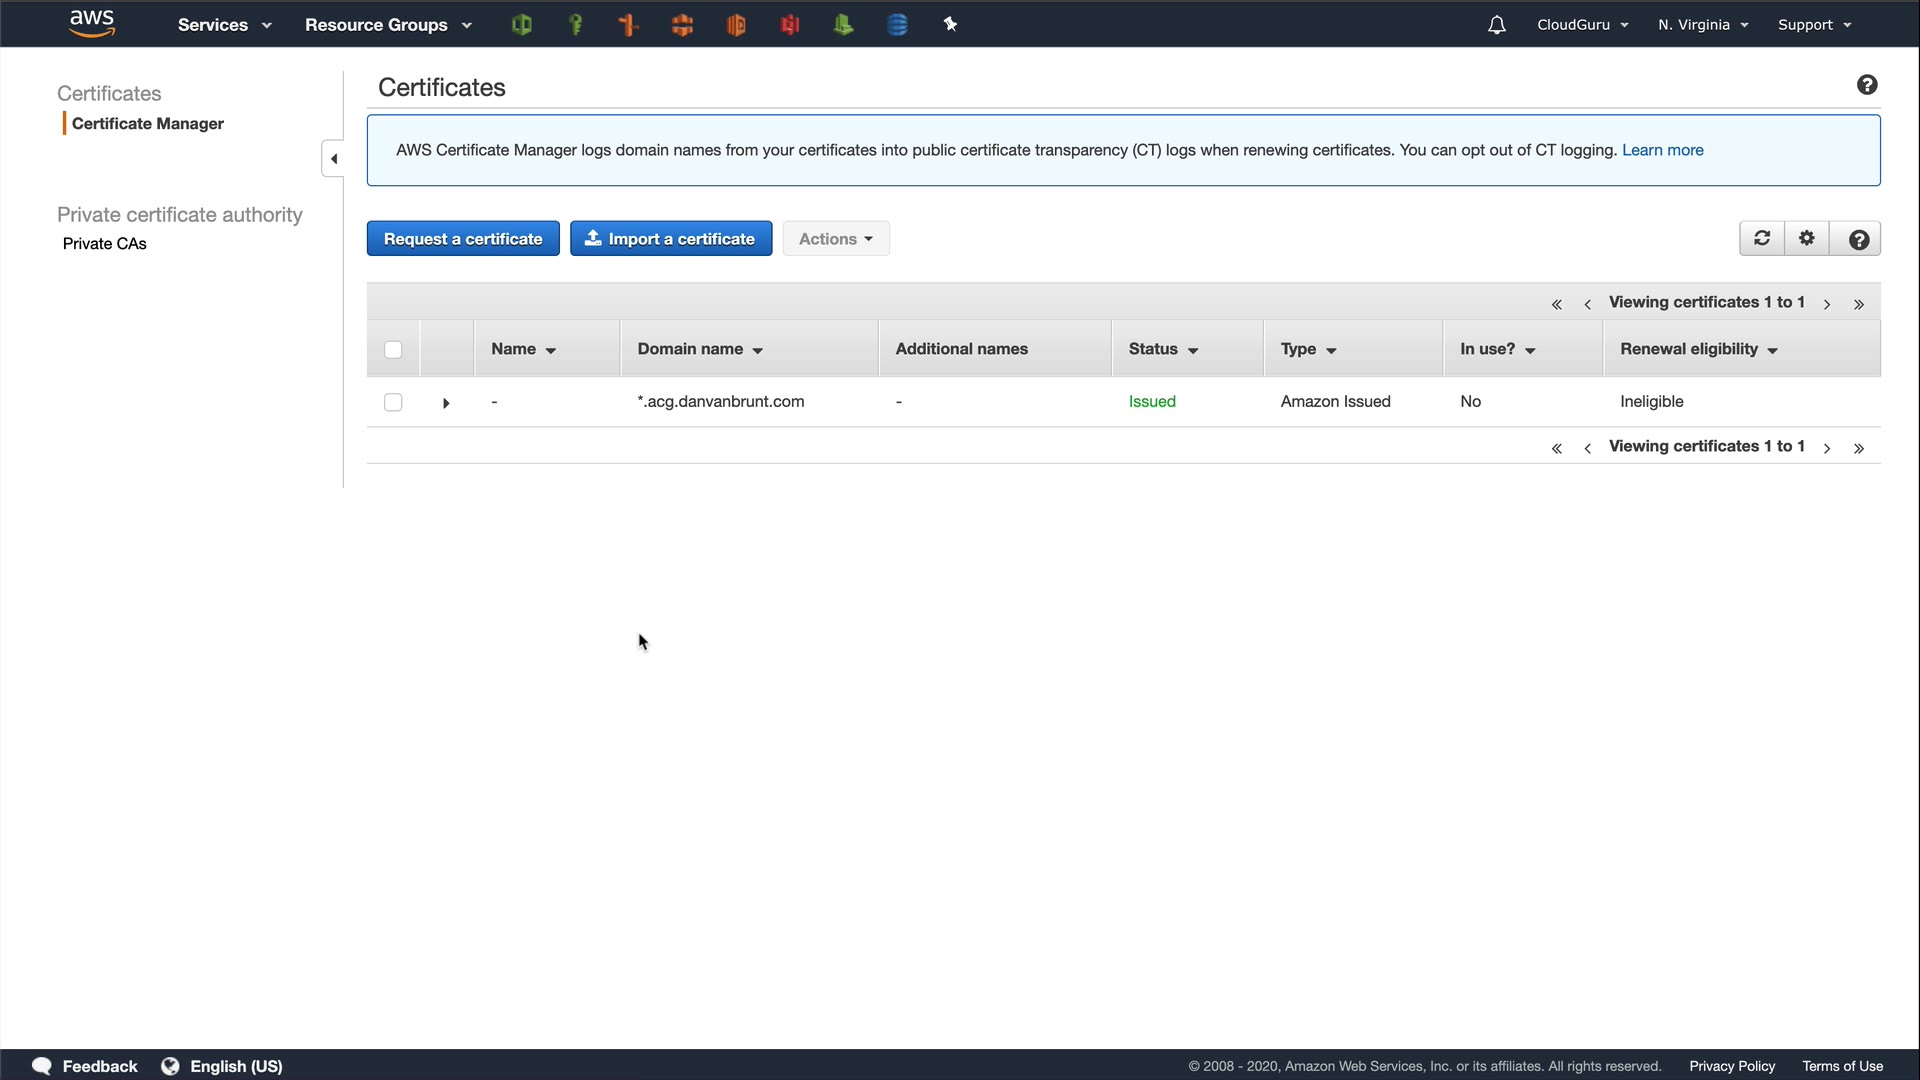 aws Services Resource Groups CloudGuru N. Virginia Support
Certificates
Certificate Manager
Private certificate authority
Private CAs
Certificates
AWS Certificate Manager logs domain names from your certificates into public certificate transparency (CT) logs when renewing certificates. You can opt out of CT logging. Learn more
Request a certificate Import a certificate Actions
« ‹ Viewing certificates 1 to 1 › »
Name Domain name Additional names Status Type In use? Renewal eligibility
- *.acg.danvanbrunt.com - Issued Amazon Issued No Ineligible
« ‹ Viewing certificates 1 to 1 › »
Feedback English (US) © 2008 - 2020, Amazon Web Services, Inc. or its affiliates. All rights reserved. Privacy Policy Terms of Use